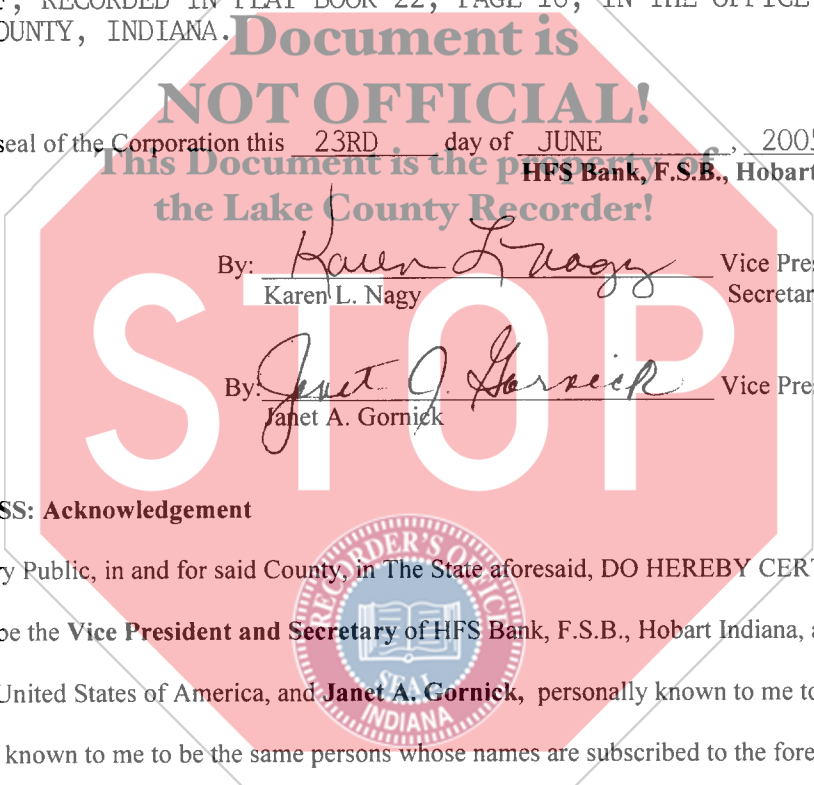 , RECORDED IN PLAT BOOK 22, PAGE 16, IN THE OFFICE
OUNTY, INDIANA.
Document is
NOT OFFICIAL!
seal of the Corporation this 23RD day of JUNE , 2005
This Document is the property of
HFS Bank, F.S.B., Hobart
the Lake County Recorder!
By: Karen L Nagy Vice Pre
Karen L. Nagy Secretar
STOP
By: Janet A. Gornick Vice Pre
Janet A. Gornick
SS: Acknowledgement
RECORDER'S OFFICE
y Public, in and for said County, in The State aforesaid, DO HEREBY CER
be the Vice President and Secretary of HFS Bank, F.S.B., Hobart Indiana, a
SEAL
United States of America, and Janet A. Gornick, personally known to me to
INDIANA
known to me to be the same persons whose names are subscribed to the fore